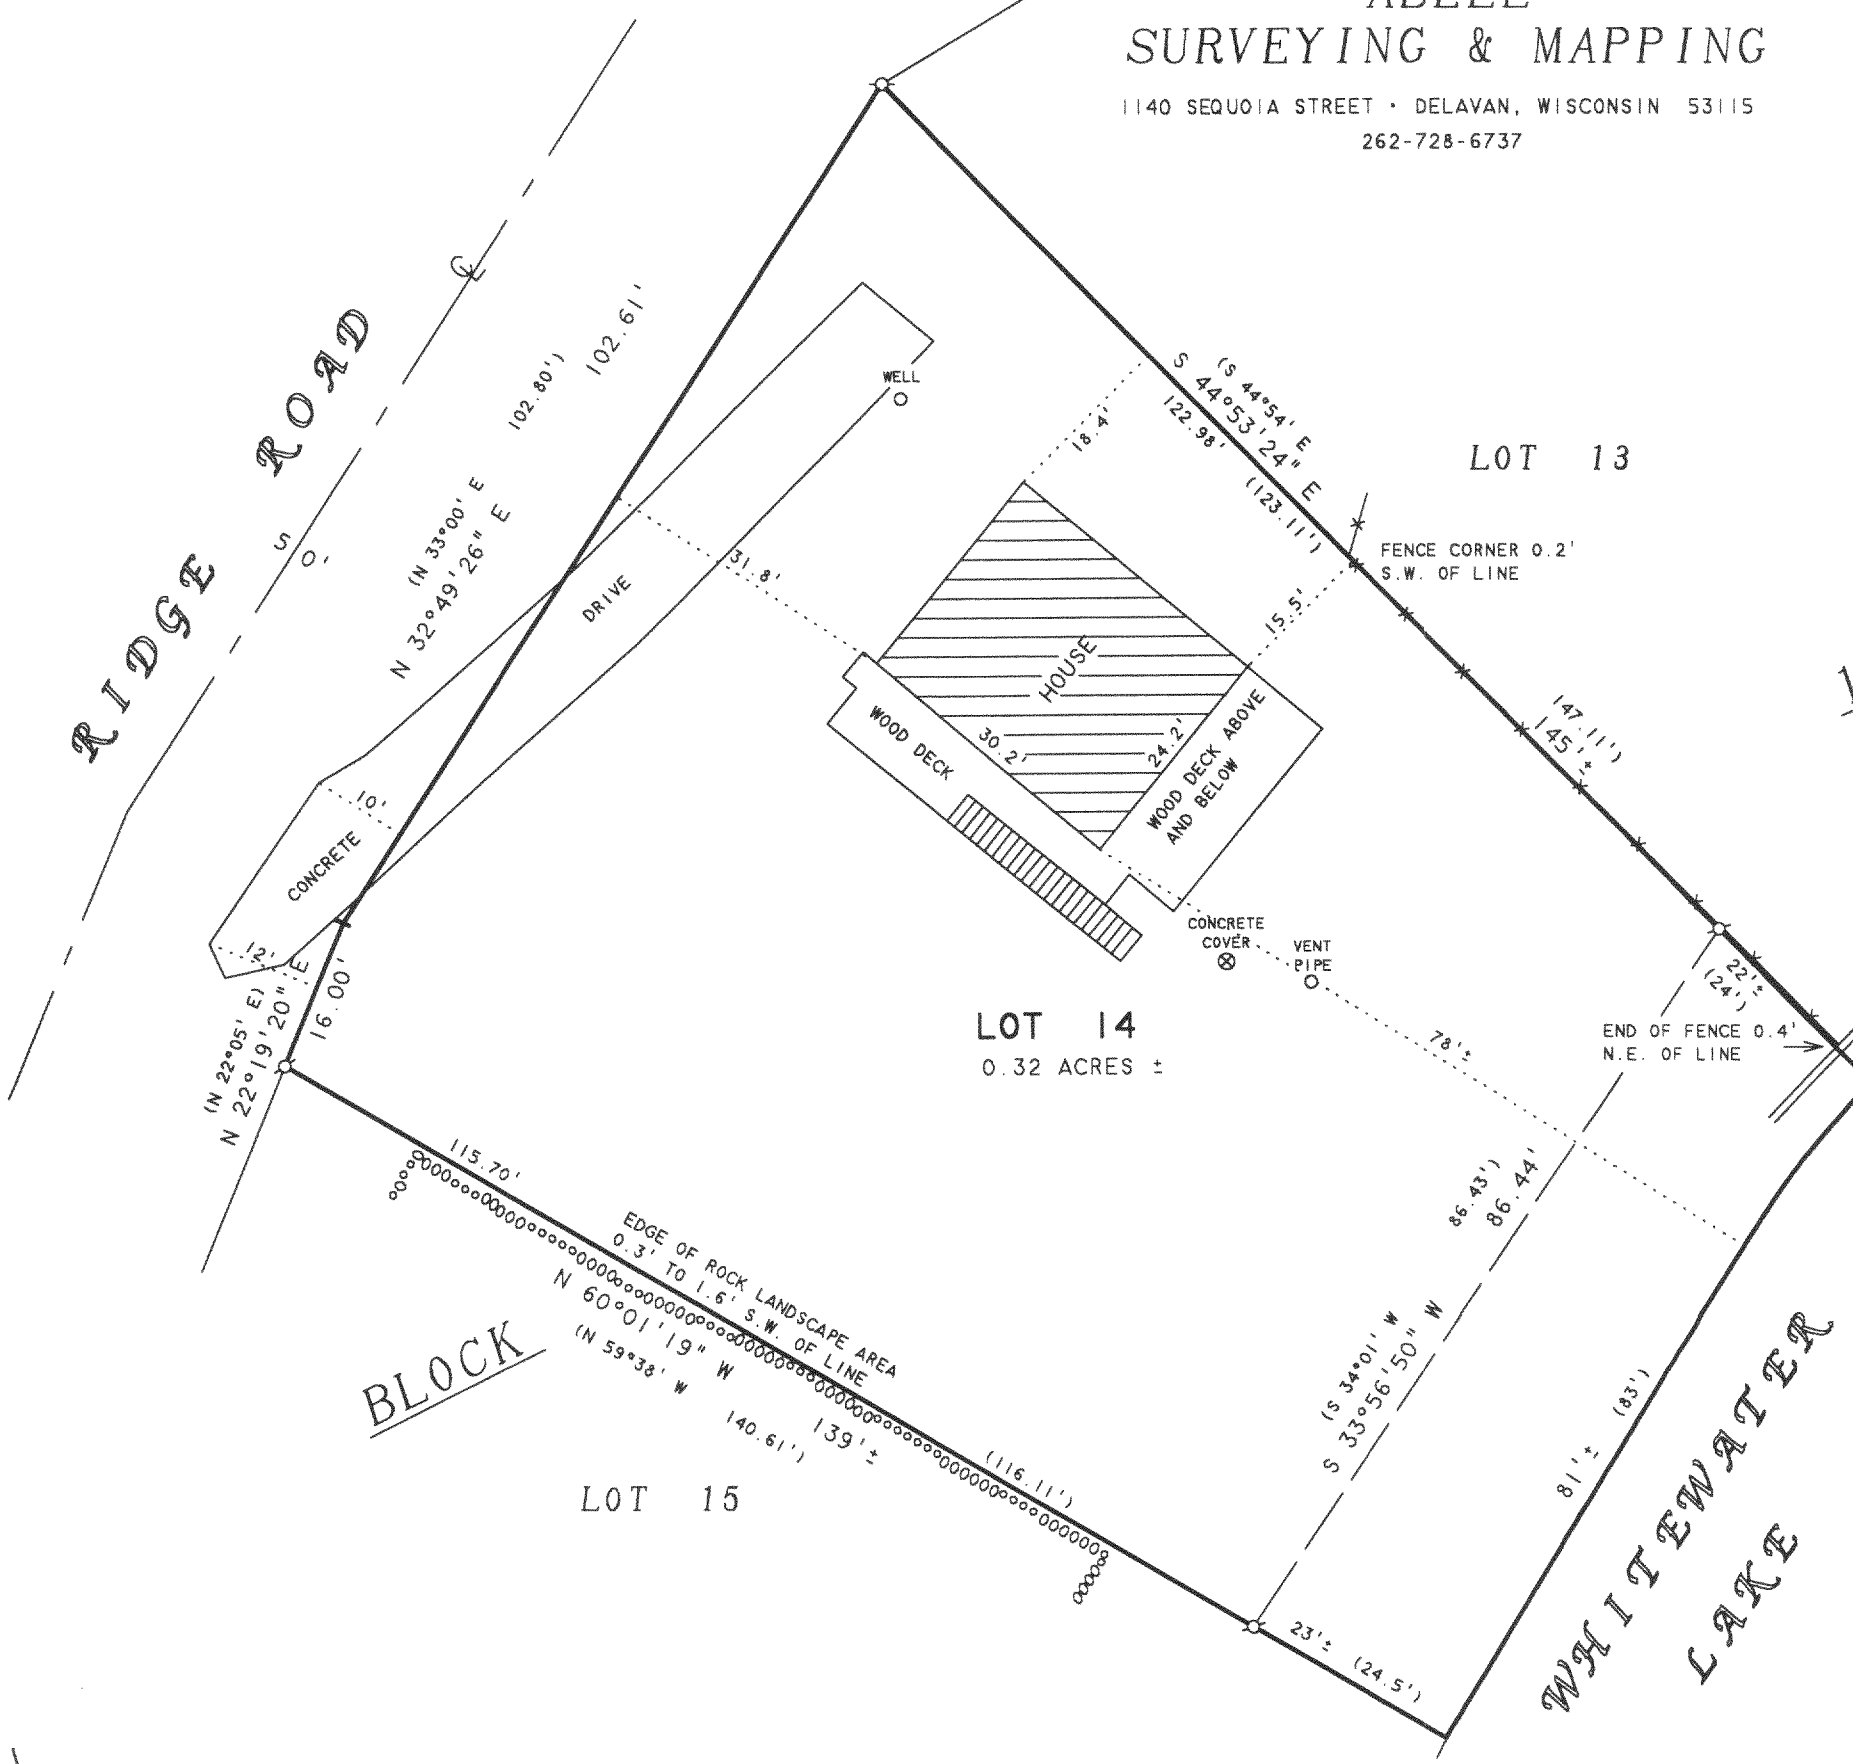 SURVEYING & MAPPING
1140 SEQUOIA STREET • DELAVAN, WISCONSIN 53115
262-728-6737
RIDGE ROAD
50'
(N 33°00' E 102.80')
N 32°49'26" E 102.61'
WELL
18.4'
(S 44°54' E
S 44°53'24" E
122.98'
(123.11')
LOT 13
FENCE CORNER 0.2'
S.W. OF LINE
31.8'
DRIVE
15.5'
HOUSE
147.11')
145'±
WOOD DECK
30.2'
24.2'
WOOD DECK ABOVE
AND BELOW
10'
CONCRETE
12'
CONCRETE
COVER
VENT
PIPE
22'±
(24')
(N 22°05' E)
N 22°19'20" E
16.00'
LOT 14
0.32 ACRES ±
END OF FENCE 0.4'
N.E. OF LINE
78'±
115.70'
86.43')
86.44'
EDGE OF ROCK LANDSCAPE AREA
0.3' TO 1.6' S.W. OF LINE
N 60°01'19" W 139'±
(N 59°38' W 140.61')
(S 34°01' W
S 33°56'50" W
BLOCK
(83')
81'±
(116.11')
LOT 15
WHITEWATER
LAKE
23'±
(24.5')